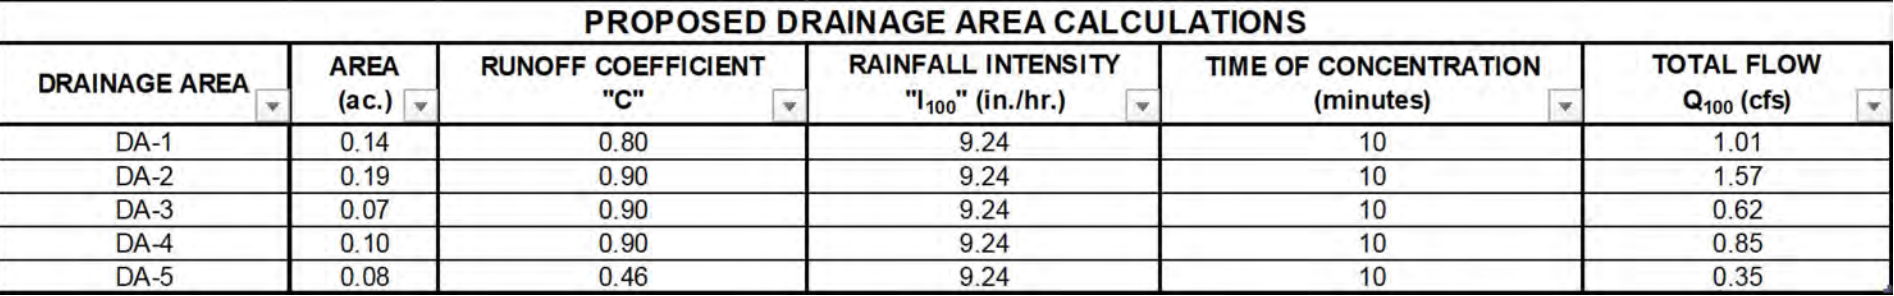 PROPOSED DRAINAGE AREA CALCULATIONS
DRAINAGE AREA AREA (ac.) RUNOFF COEFFICIENT "C" RAINFALL INTENSITY "I₁₀₀" (in./hr.) TIME OF CONCENTRATION (minutes) TOTAL FLOW Q₁₀₀ (cfs)
DA-1 0.14 0.80 9.24 10 1.01
DA-2 0.19 0.90 9.24 10 1.57
DA-3 0.07 0.90 9.24 10 0.62
DA-4 0.10 0.90 9.24 10 0.85
DA-5 0.08 0.46 9.24 10 0.35